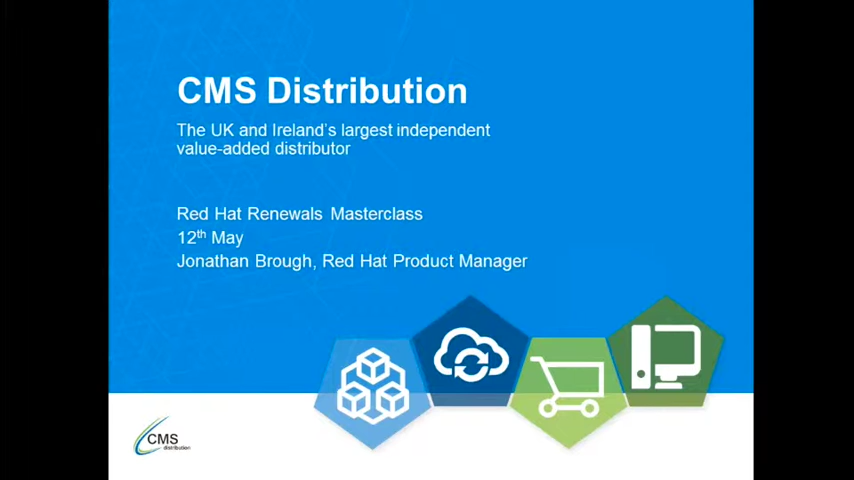 CMS Distribution
The UK and Ireland's largest independent
value-added distributor
Red Hat Renewals Masterclass
12th May
Jonathan Brough, Red Hat Product Manager
CMS
distribution